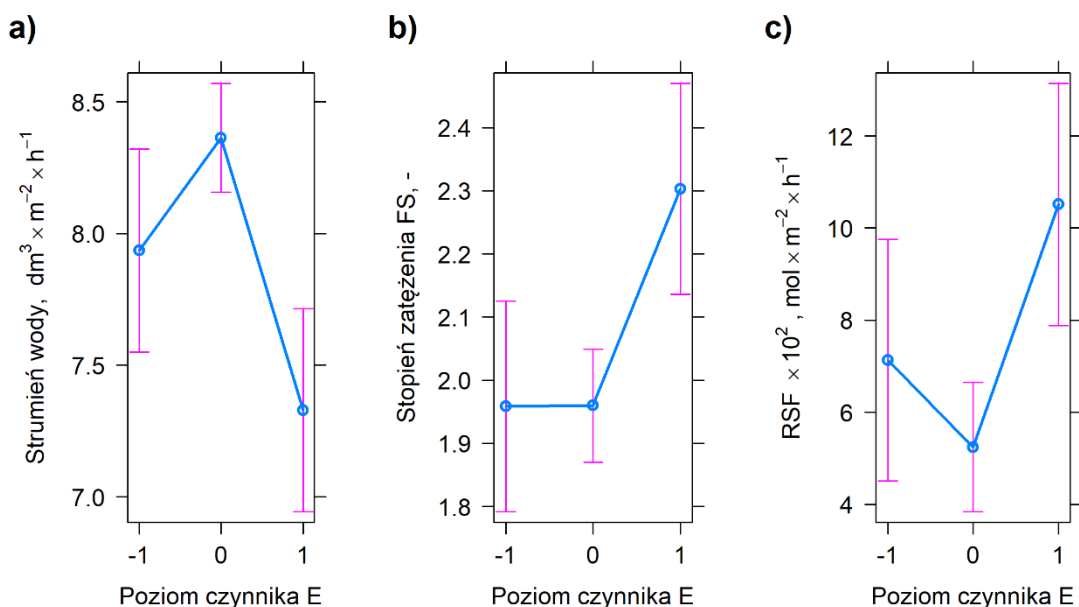 a)
Strumień wody, dm³ × m⁻² × h⁻¹
8.5
8.0
7.5
7.0
-1 0 1
Poziom czynnika E
b)
Stopień zatężenia FS, -
2.4
2.3
2.2
2.1
2.0
1.9
1.8
-1 0 1
Poziom czynnika E
c)
RSF × 10², mol × m⁻² × h⁻¹
12
10
8
6
4
-1 0 1
Poziom czynnika E